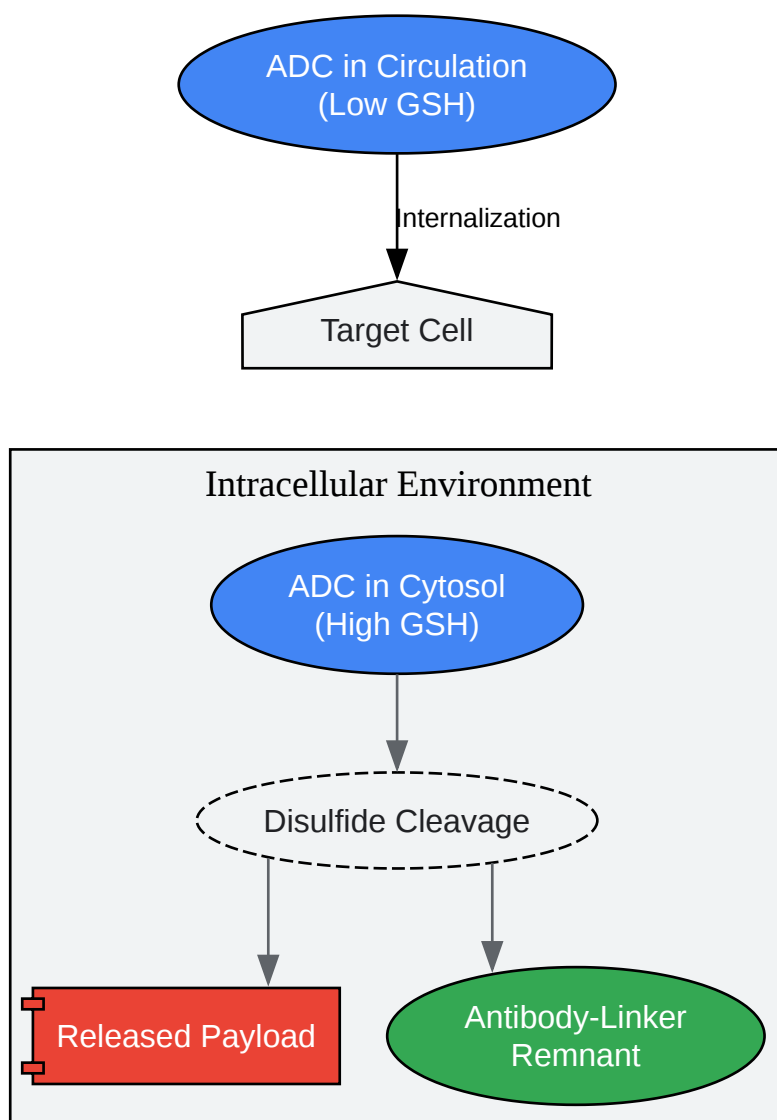 ADC in Circulation
(Low GSH)
Internalization
Target Cell
Intracellular Environment
ADC in Cytosol
(High GSH)
Disulfide Cleavage
Released Payload
Antibody-Linker
Remnant